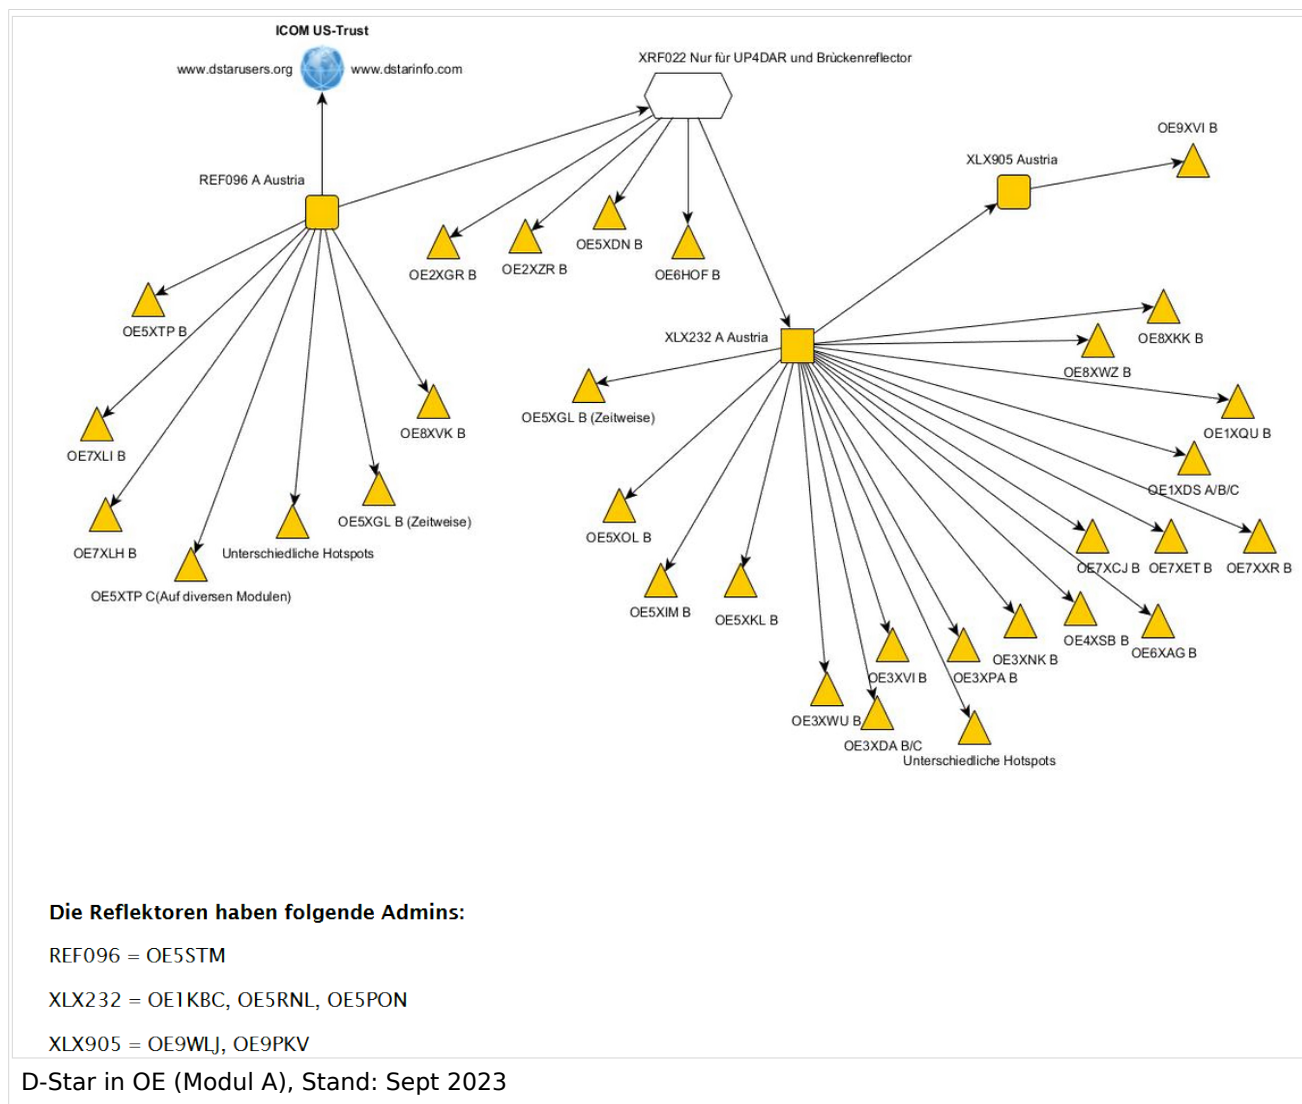 ICOM US-Trust
www.dstarusers.org
www.dstarinfo.com
XRF022 Nur für UP4DAR und Brückenreflector
OE9XVI B
XLX905 Austria
REF096 A Austria
OE5XDN B
OE2XZR B
OE2XGR B
OE6HOF B
OE5XTP B
XLX232 A Austria
OE8XKK B
OE8XWZ B
OE5XGL B (Zeitweise)
OE8XVK B
OE1XQU B
OE7XLI B
OE1XDS A/B/C
OE5XGL B (Zeitweise)
OE5XOL B
OE7XLH B
Unterschiedliche Hotspots
OE7XCJ B
OE7XET B
OE7XXR B
OE5XTP C(Auf diversen Modulen)
OE5XIM B
OE5XKL B
OE4XSB B
OE6XAG B
OE3XNK B
OE3XVI B
OE3XPA B
OE3XWU B
OE3XDA B/C
Unterschiedliche Hotspots
Die Reflektoren haben folgende Admins:
REF096 = OE5STM
XLX232 = OE1KBC, OE5RNL, OE5PON
XLX905 = OE9WLJ, OE9PKV
D-Star in OE (Modul A), Stand: Sept 2023